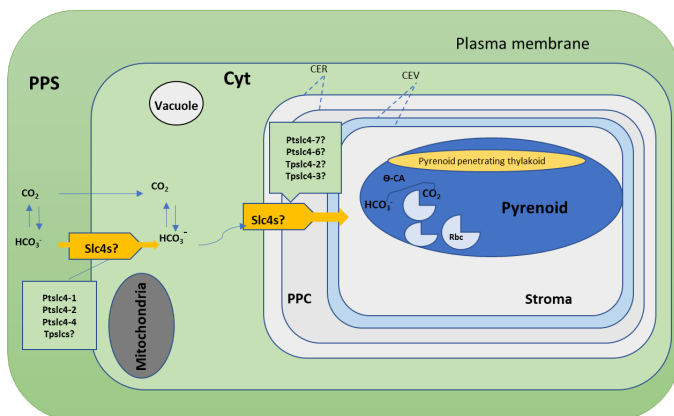 Plasma membrane
PPS
Cyt
CER
CEV
Vacuole
Ptslc4-7?
Ptslc4-6?
Tpslc4-2?
Tpslc4-3?
Pyrenoid penetrating thylakoid
Ɵ-CA
CO2
HCO3-
Pyrenoid
Rbc
CO2
CO2
HCO3-
Slc4s?
HCO3-
Slc4s?
PPC
Stroma
Ptslc4-1
Ptslc4-2
Ptslc4-4
Tpslcs?
Mitochondria